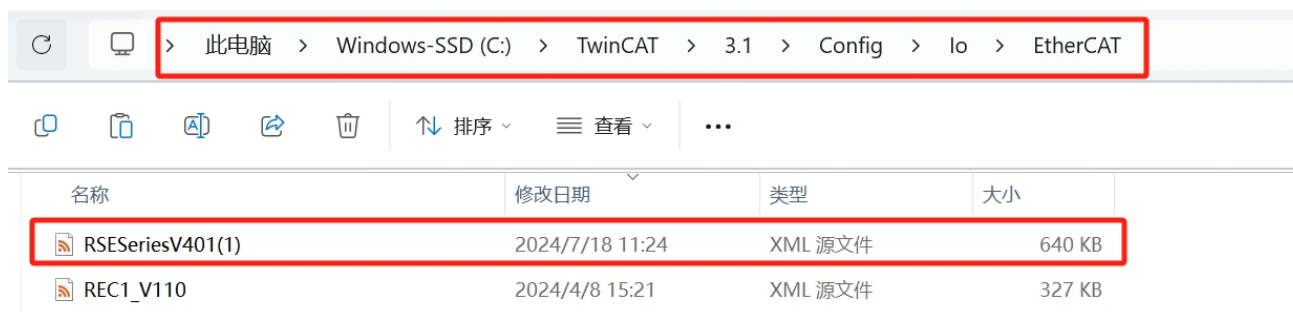 此电脑 > Windows-SSD (C:) > TwinCAT > 3.1 > Config > Io > EtherCAT
排序 查看
名称 修改日期 类型 大小
RSESeriesV401(1) 2024/7/18 11:24 XML 源文件 640 KB
REC1_V110 2024/4/8 15:21 XML 源文件 327 KB